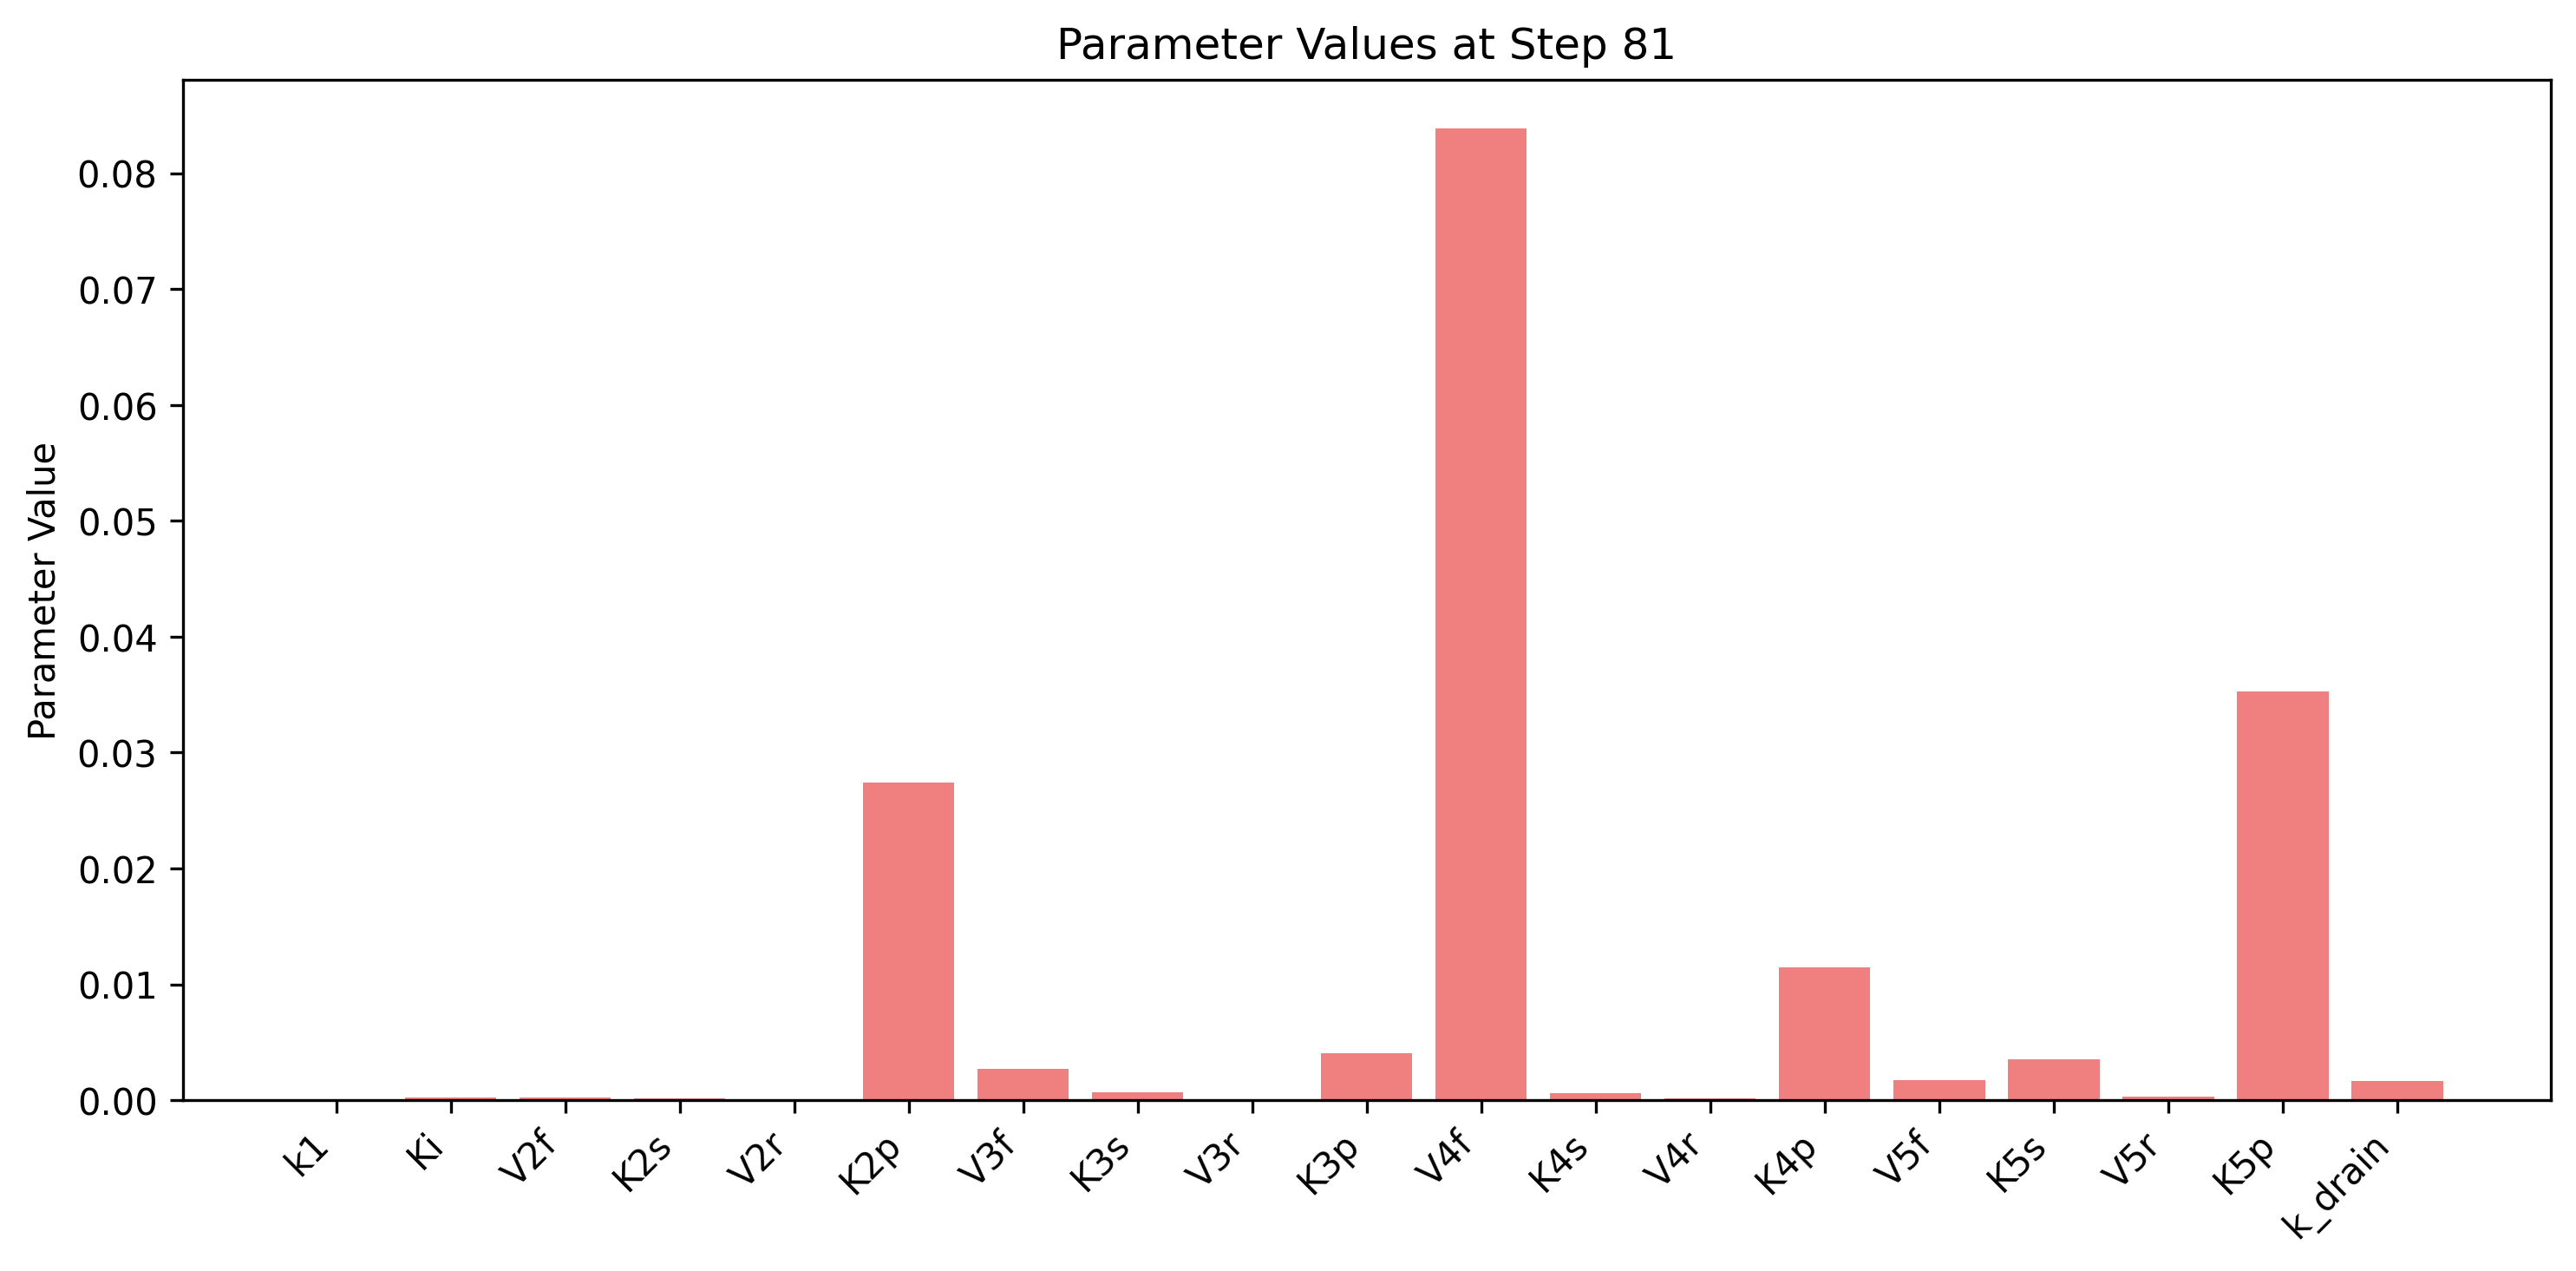 Parameter Values at Step 81
Parameter Value
0.08
0.07
0.06
0.05
0.04
0.03
0.02
0.01
0.00
k1
Ki
V2f
K2s
V2r
K2p
V3f
K3s
V3r
K3p
V4f
K4s
V4r
K4p
V5f
K5s
V5r
K5p
k_drain